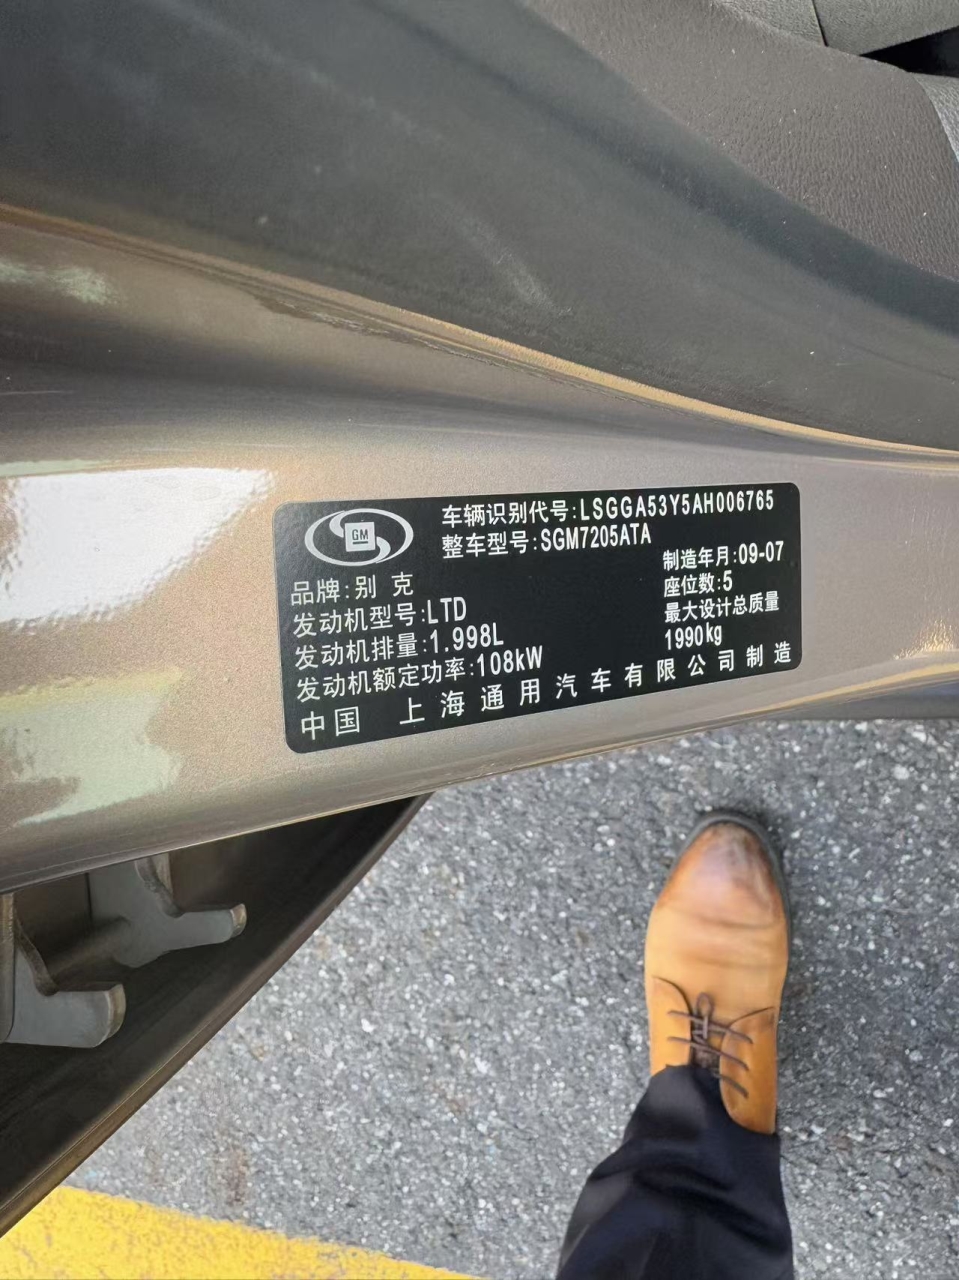 GM
车辆识别代号:LSGGA53Y5AH006765
整车型号:SGM7205ATA
制造年月:09-07
品牌:别 克
座位数:5
发动机型号:LTD
最大设计总质量
发动机排量:1.998L
1990kg
发动机额定功率:108kW
中国 上海通用汽车有限公司制造